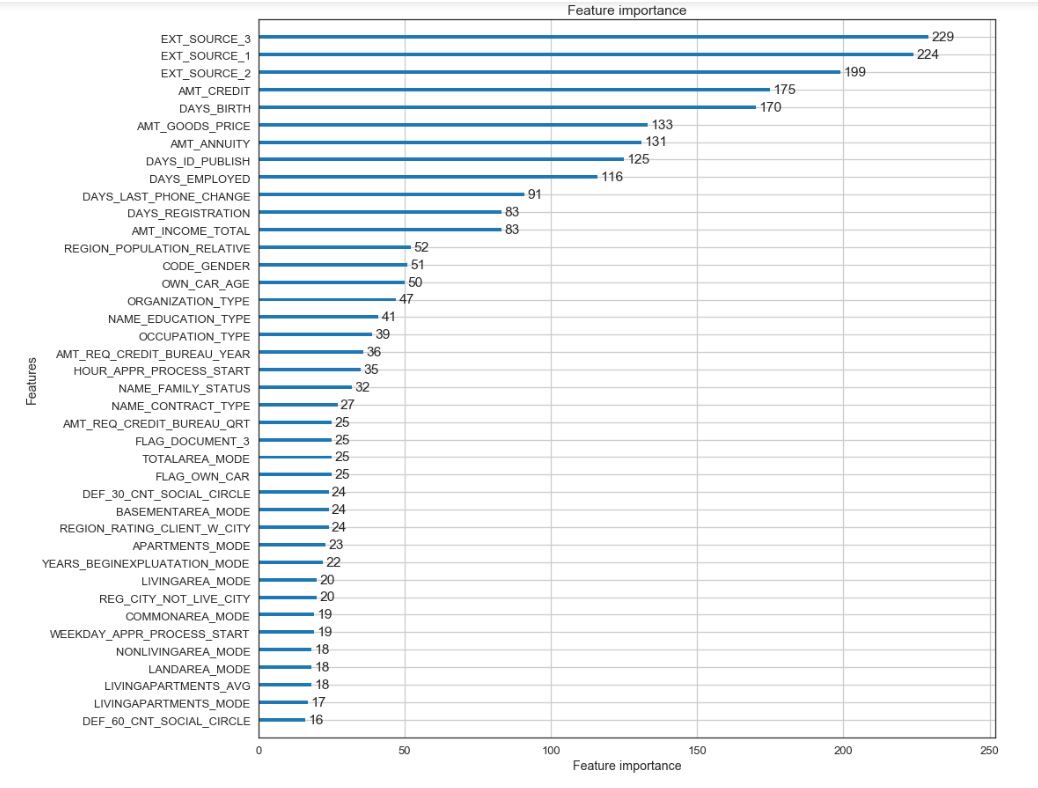 Feature importance
EXT_SOURCE_3 229
EXT_SOURCE_1 224
EXT_SOURCE_2 199
AMT_CREDIT 175
DAYS_BIRTH 170
AMT_GOODS_PRICE 133
AMT_ANNUITY 131
DAYS_ID_PUBLISH 125
DAYS_EMPLOYED 116
DAYS_LAST_PHONE_CHANGE 91
DAYS_REGISTRATION 83
AMT_INCOME_TOTAL 83
REGION_POPULATION_RELATIVE 52
CODE_GENDER 51
OWN_CAR_AGE 50
ORGANIZATION_TYPE 47
NAME_EDUCATION_TYPE 41
OCCUPATION_TYPE 39
AMT_REQ_CREDIT_BUREAU_YEAR 36
HOUR_APPR_PROCESS_START 35
NAME_FAMILY_STATUS 32
NAME_CONTRACT_TYPE 27
AMT_REQ_CREDIT_BUREAU_QRT 25
FLAG_DOCUMENT_3 25
TOTALAREA_MODE 25
FLAG_OWN_CAR 25
DEF_30_CNT_SOCIAL_CIRCLE 24
BASEMENTAREA_MODE 24
REGION_RATING_CLIENT_W_CITY 24
APARTMENTS_MODE 23
YEARS_BEGINEXPLUATATION_MODE 22
LIVINGAREA_MODE 20
REG_CITY_NOT_LIVE_CITY 20
COMMONAREA_MODE 19
WEEKDAY_APPR_PROCESS_START 19
NONLIVINGAREA_MODE 18
LANDAREA_MODE 18
LIVINGAPARTMENTS_AVG 18
LIVINGAPARTMENTS_MODE 17
DEF_60_CNT_SOCIAL_CIRCLE 16
Features
0 50 100 150 200 250
Feature importance